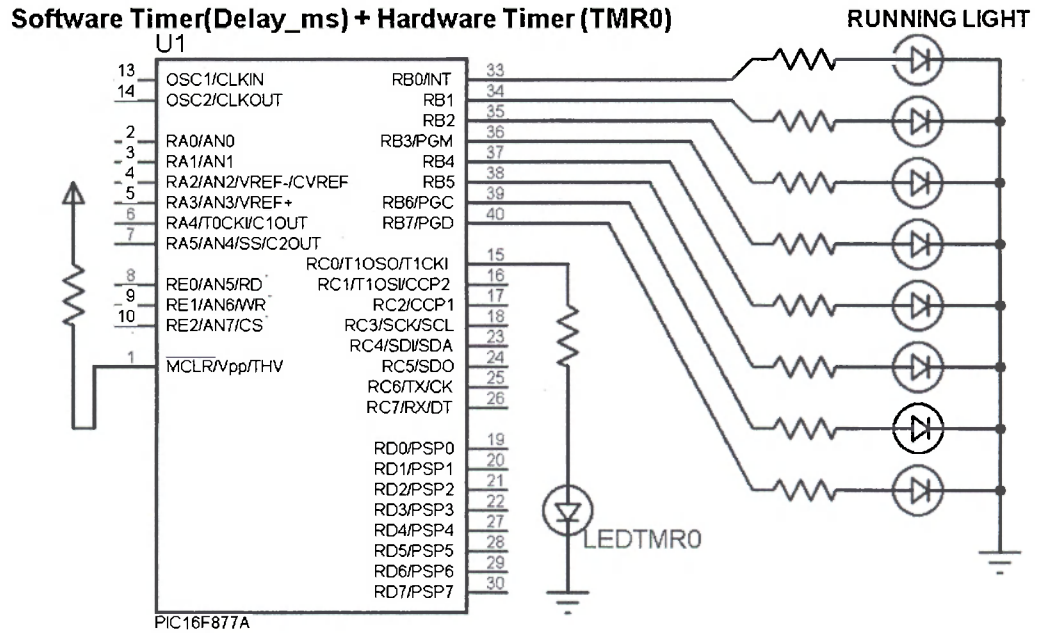 Software Timer(Delay_ms) + Hardware Timer (TMR0)
RUNNING LIGHT
U1
13 OSC1/CLKIN
14 OSC2/CLKOUT
2 RA0/AN0
3 RA1/AN1
4 RA2/AN2/VREF-/CVREF
5 RA3/AN3/VREF+
6 RA4/T0CKI/C1OUT
7 RA5/AN4/SS/C2OUT
8 RE0/AN5/RD
9 RE1/AN6/WR
10 RE2/AN7/CS
1 MCLR/Vpp/THV
RB0/INT 33
RB1 34
RB2 35
RB3/PGM 36
RB4 37
RB5 38
RB6/PGC 39
RB7/PGD 40
RC0/T1OSO/T1CKI 15
RC1/T1OSI/CCP2 16
RC2/CCP1 17
RC3/SCK/SCL 18
RC4/SDI/SDA 23
RC5/SDO 24
RC6/TX/CK 25
RC7/RX/DT 26
RD0/PSP0 19
RD1/PSP1 20
RD2/PSP2 21
RD3/PSP3 22
RD4/PSP4 27
RD5/PSP5 28
RD6/PSP6 29
RD7/PSP7 30
LEDTMR0
PIC16F877A